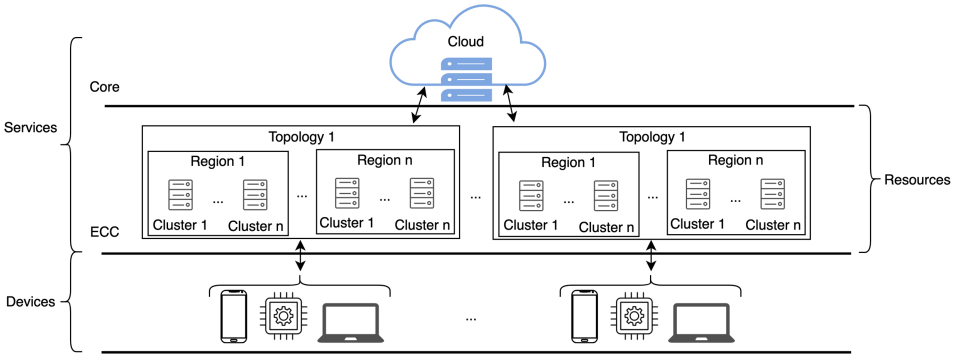 Cloud
Core
Services
Topology 1
Topology 1
Region 1
Region n
Region 1
Region n
Resources
...
...
...
...
...
...
...
Cluster 1
Cluster n
Cluster 1
Cluster n
Cluster 1
Cluster n
Cluster 1
Cluster n
ECC
Devices
...